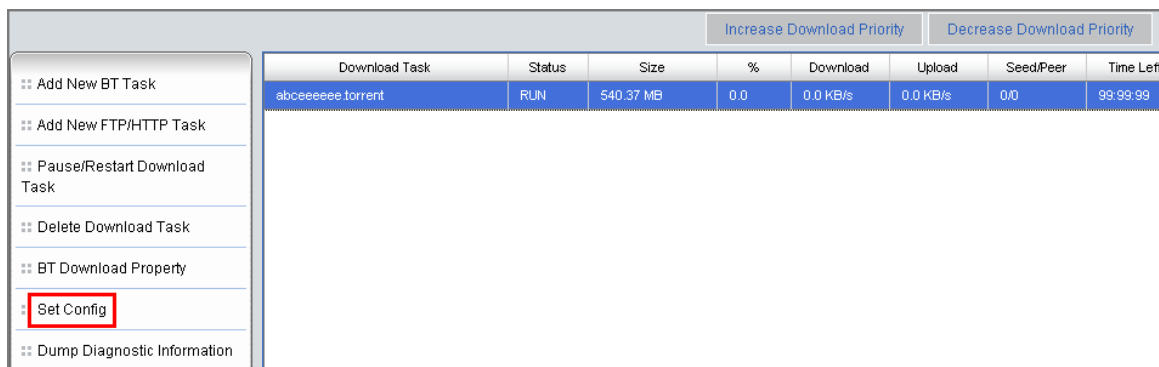 Increase Download Priority Decrease Download Priority
Add New BT Task
Add New FTP/HTTP Task
Pause/Restart Download
Task
Delete Download Task
BT Download Property
Set Config
Dump Diagnostic Information
Download Task Status Size % Download Upload Seed/Peer Time Left
abceeeeee.torrent RUN 540.37 MB 0.0 0.0 KB/s 0.0 KB/s 0/0 99:99:99